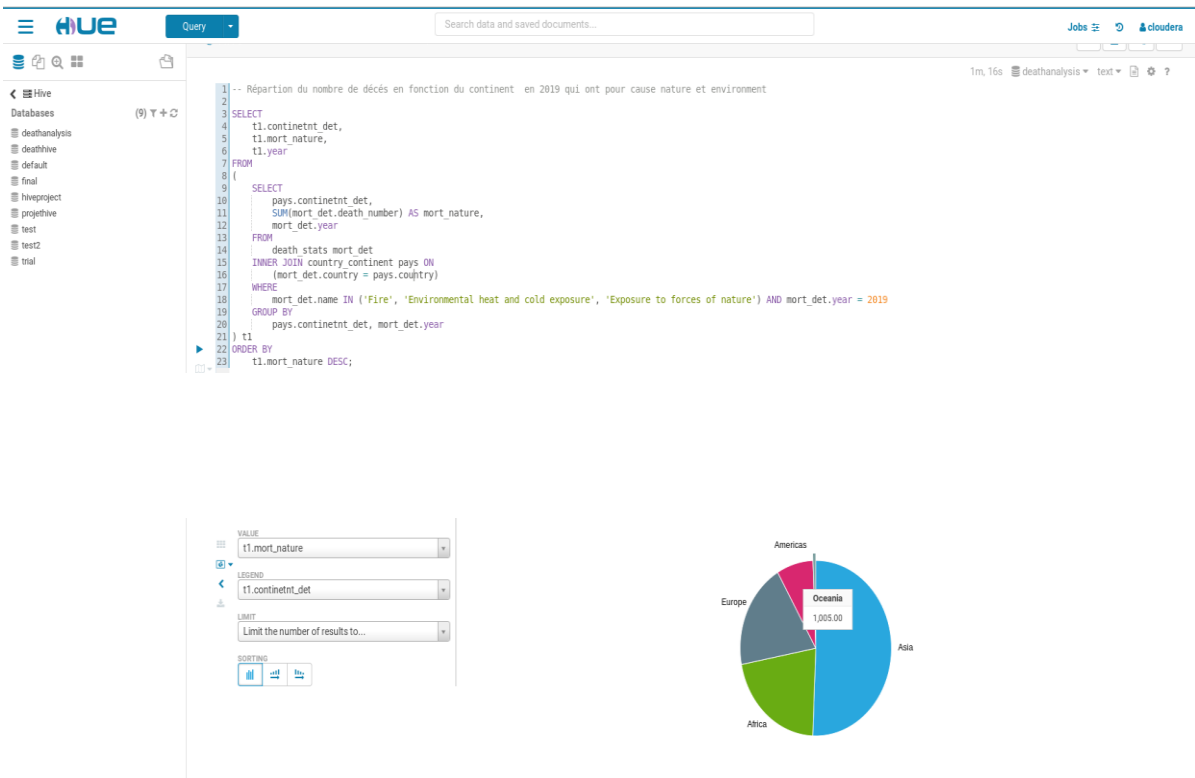 HUE Query Search data and saved documents... Jobs cloudera
1m, 16s deathanalysis text ?
Hive
Databases (9)
deathanalysis
deathhive
default
final
hiveproject
projethive
test
test2
trial
1 -- Répartion du nombre de décés en fonction du continent en 2019 qui ont pour cause nature et environment
2
3 SELECT
4 t1.continetnt_det,
5 t1.mort_nature,
6 t1.year
7 FROM
8 (
9 SELECT
10 pays.continetnt_det,
11 SUM(mort_det.death_number) AS mort_nature,
12 mort_det.year
13 FROM
14 death_stats mort_det
15 INNER JOIN country_continent pays ON
16 (mort_det.country = pays.country)
17 WHERE
18 mort_det.name IN ('Fire', 'Environmental heat and cold exposure', 'Exposure to forces of nature') AND mort_det.year = 2019
19 GROUP BY
20 pays.continetnt_det, mort_det.year
21 ) t1
22 ORDER BY
23 t1.mort_nature DESC;
VALUE
t1.mort_nature
LEGEND
t1.continetnt_det
LIMIT
Limit the number of results to...
SORTING
Americas
Oceania
1,005.00
Europe
Asia
Africa